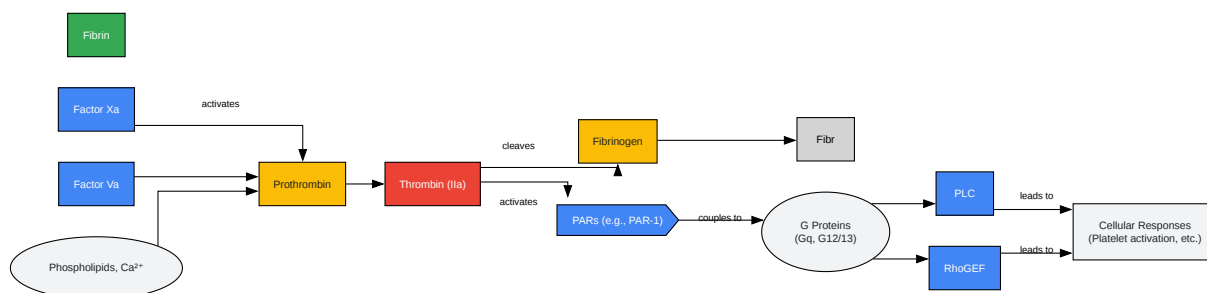 Fibrin
Factor Xa
activates
Factor Va
Phospholipids, Ca²⁺
Prothrombin
Thrombin (IIa)
cleaves
activates
Fibrinogen
Fibr
PARs (e.g., PAR-1)
couples to
G Proteins
(Gq, G12/13)
PLC
RhoGEF
leads to
leads to
Cellular Responses
(Platelet activation, etc.)